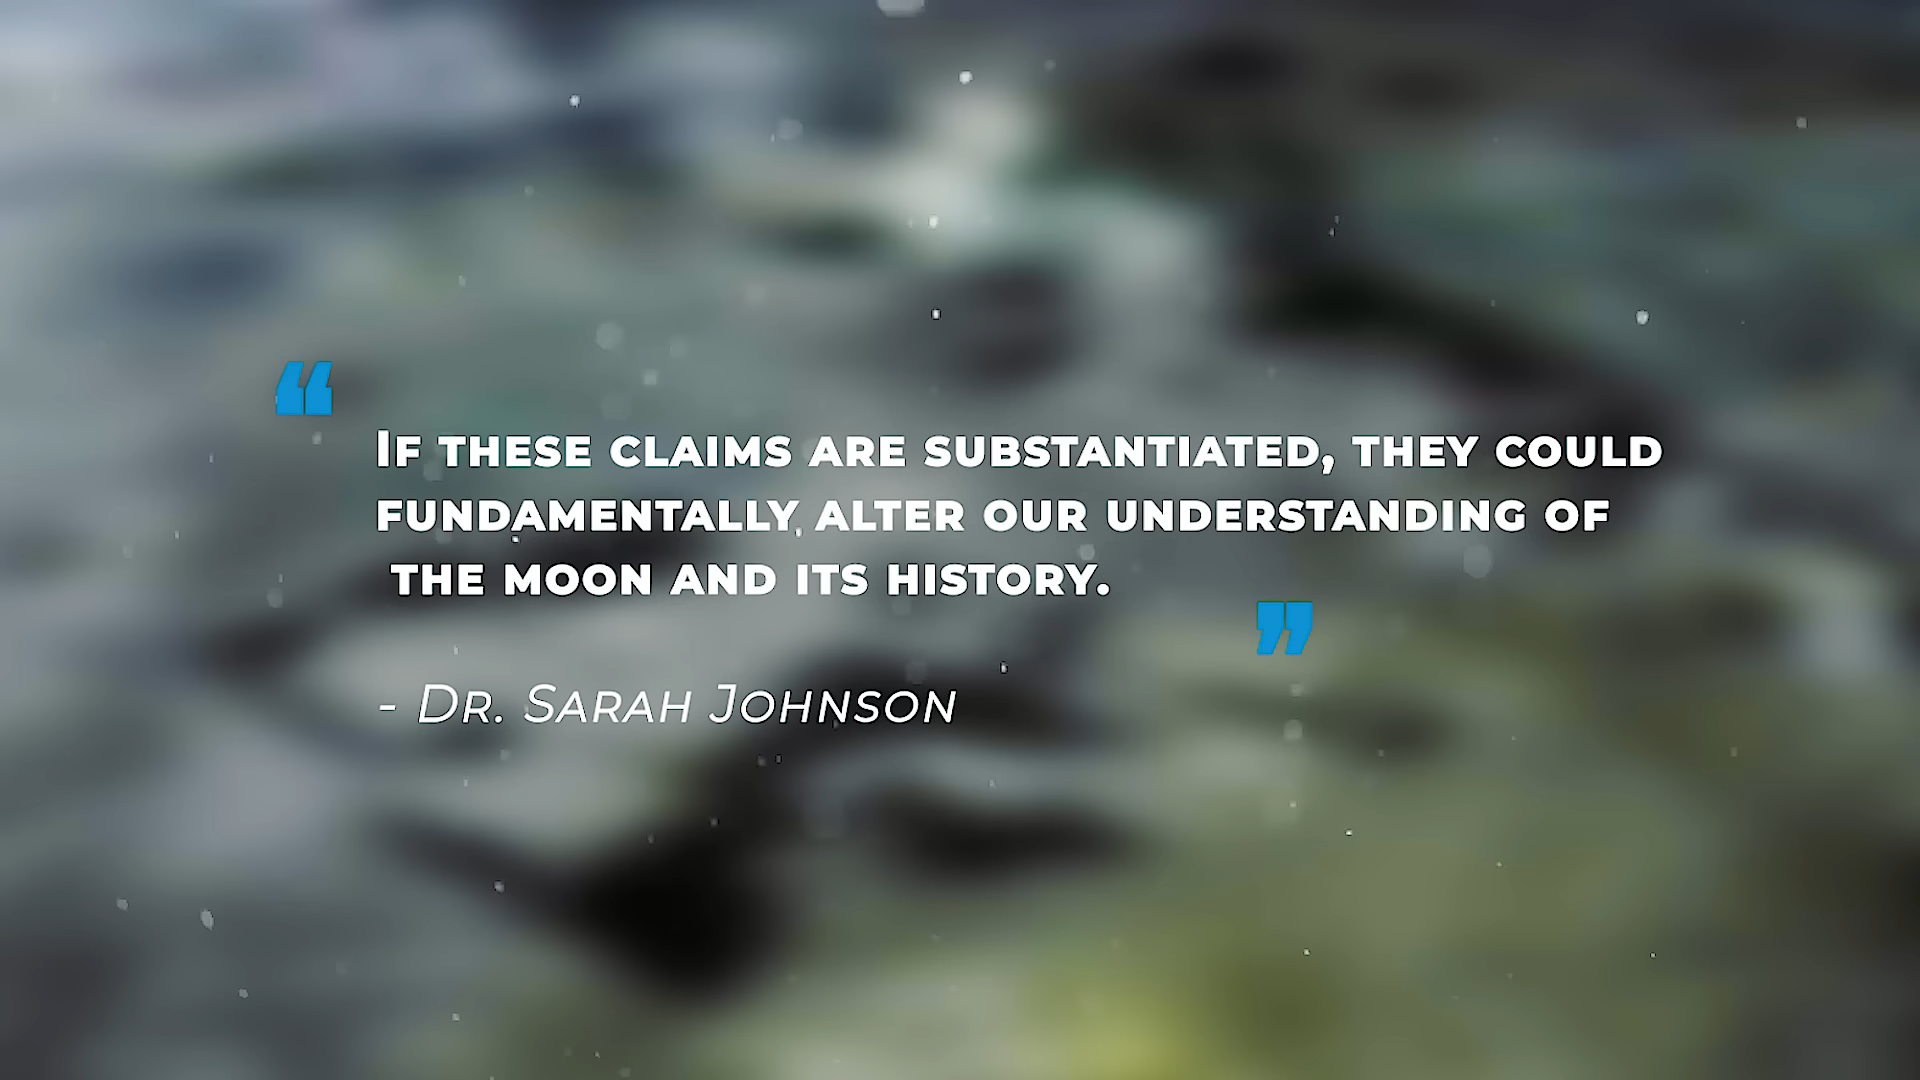 “
If these claims are substantiated, they could
fundamentally alter our understanding of
the moon and its history.
”
- Dr. Sarah Johnson